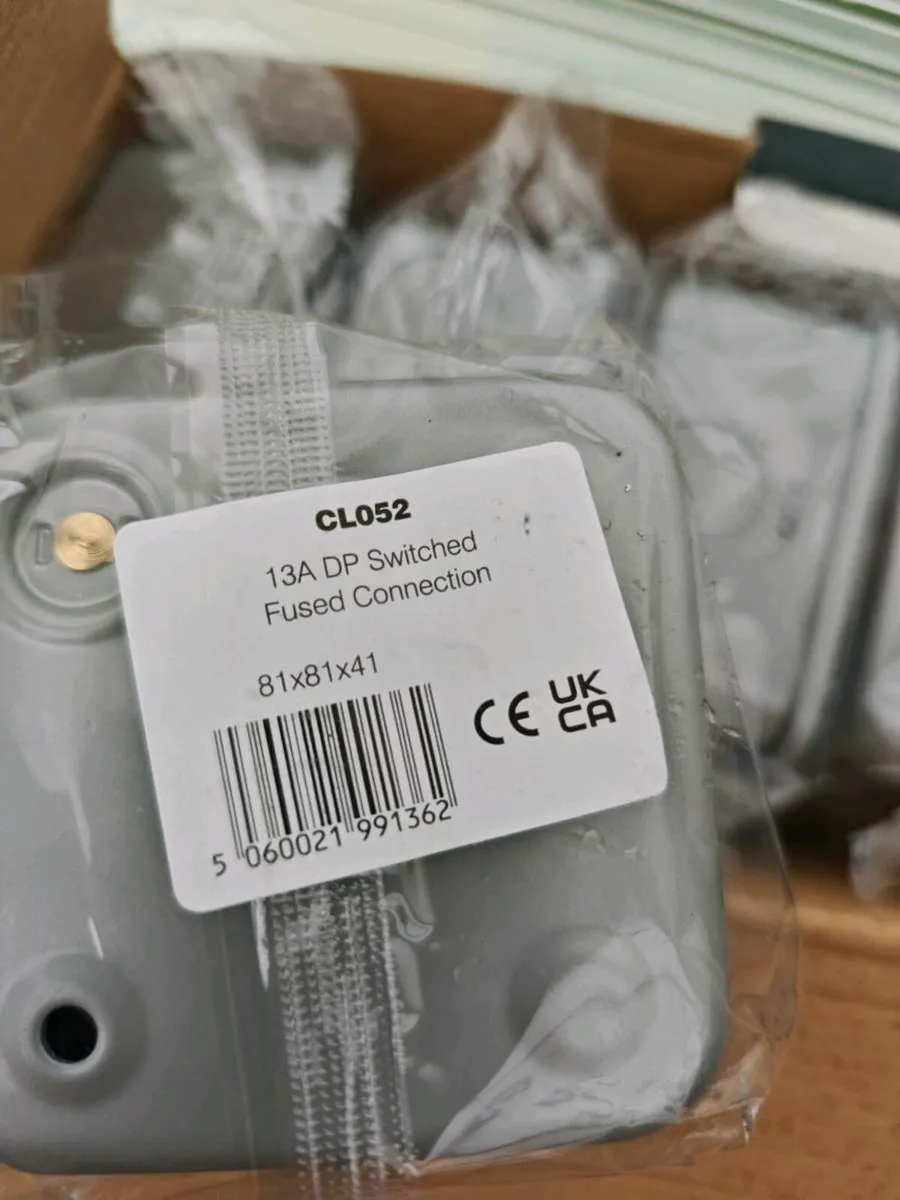 CL052
13A DP Switched
Fused Connection
81x81x41
CE UK
CA
5 060021 991362